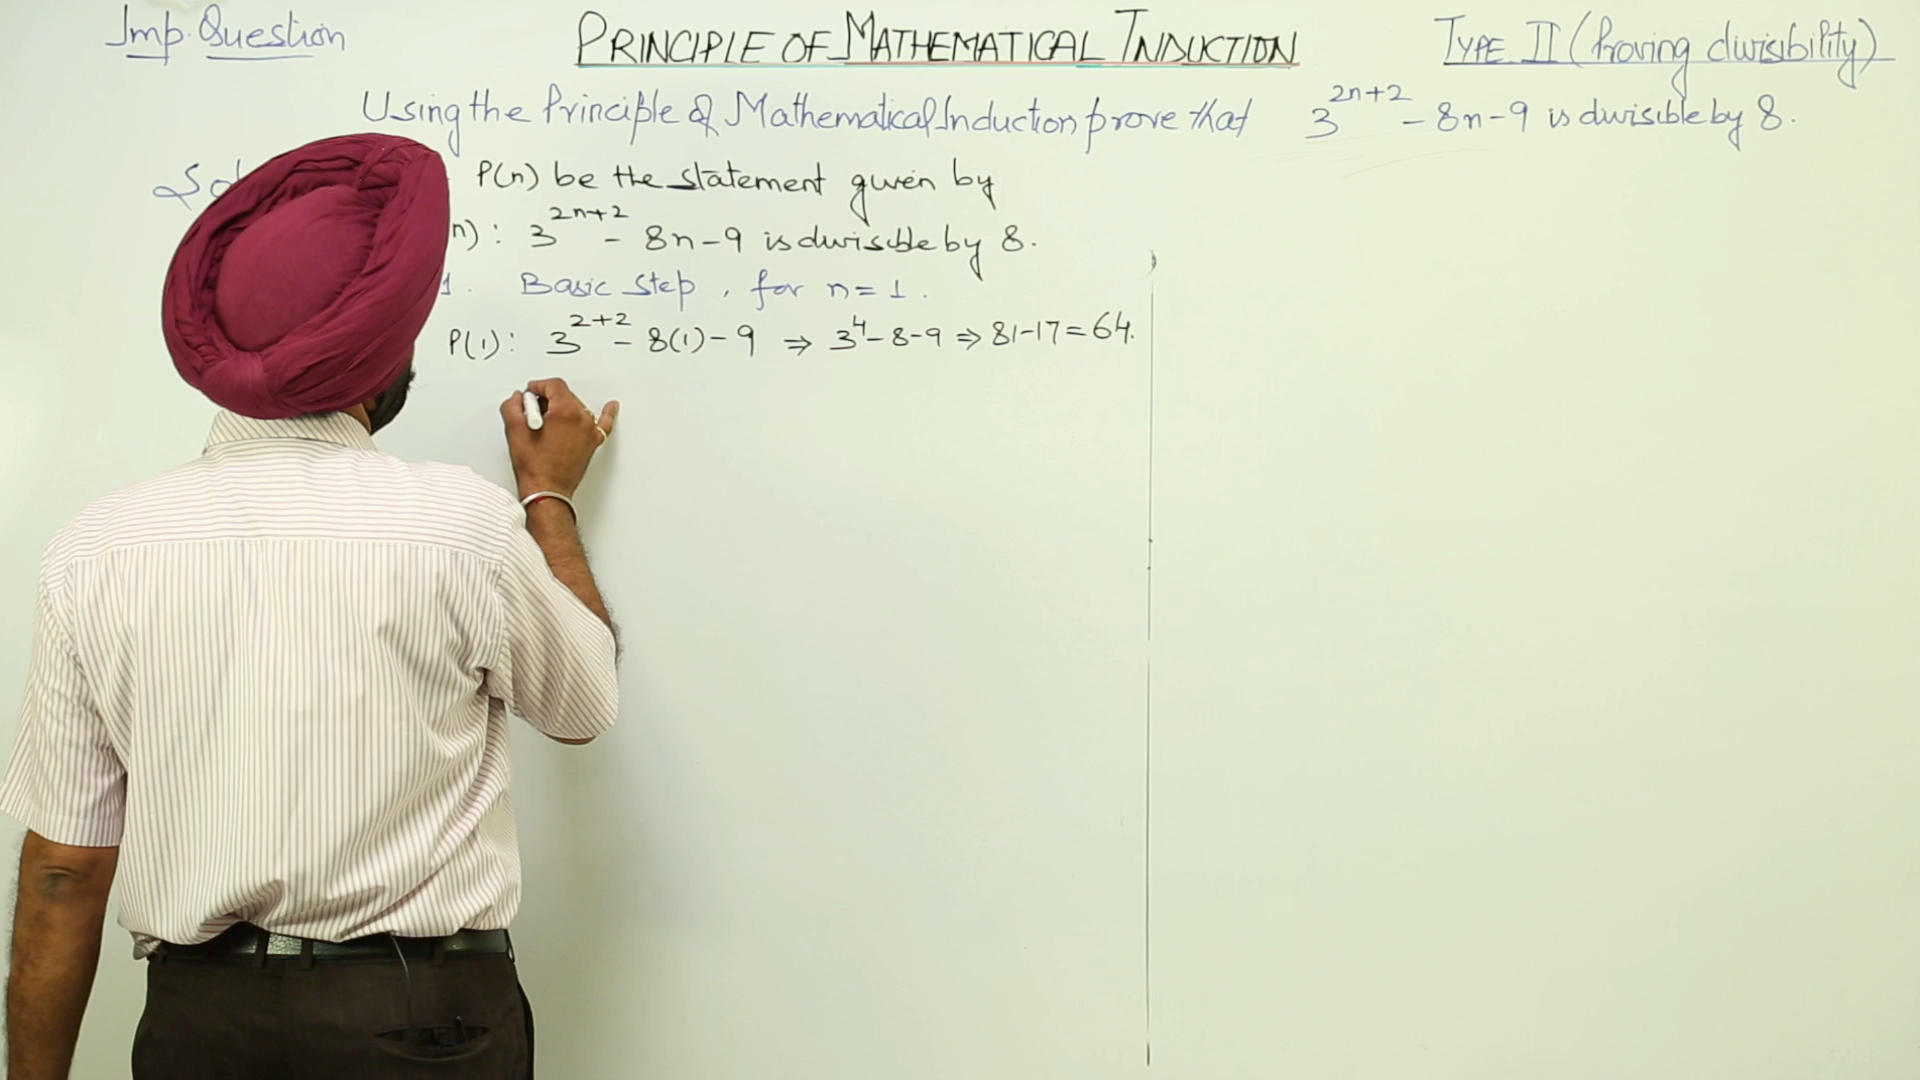 Imp. Question
PRINCIPLE OF MATHEMATICAL INDUCTION
TYPE II (Proving divisibility)
Using the Principle of Mathematical Induction prove that 3^{2n+2} - 8n - 9 is divisible by 8.
P(n) be the statement given by
n): 3^{2n+2} - 8n - 9 is divisible by 8.
1. Basic Step, for n = 1.
P(1): 3^{2+2} - 8(1) - 9 ⇒ 3^4 - 8 - 9 ⇒ 81 - 17 = 64.